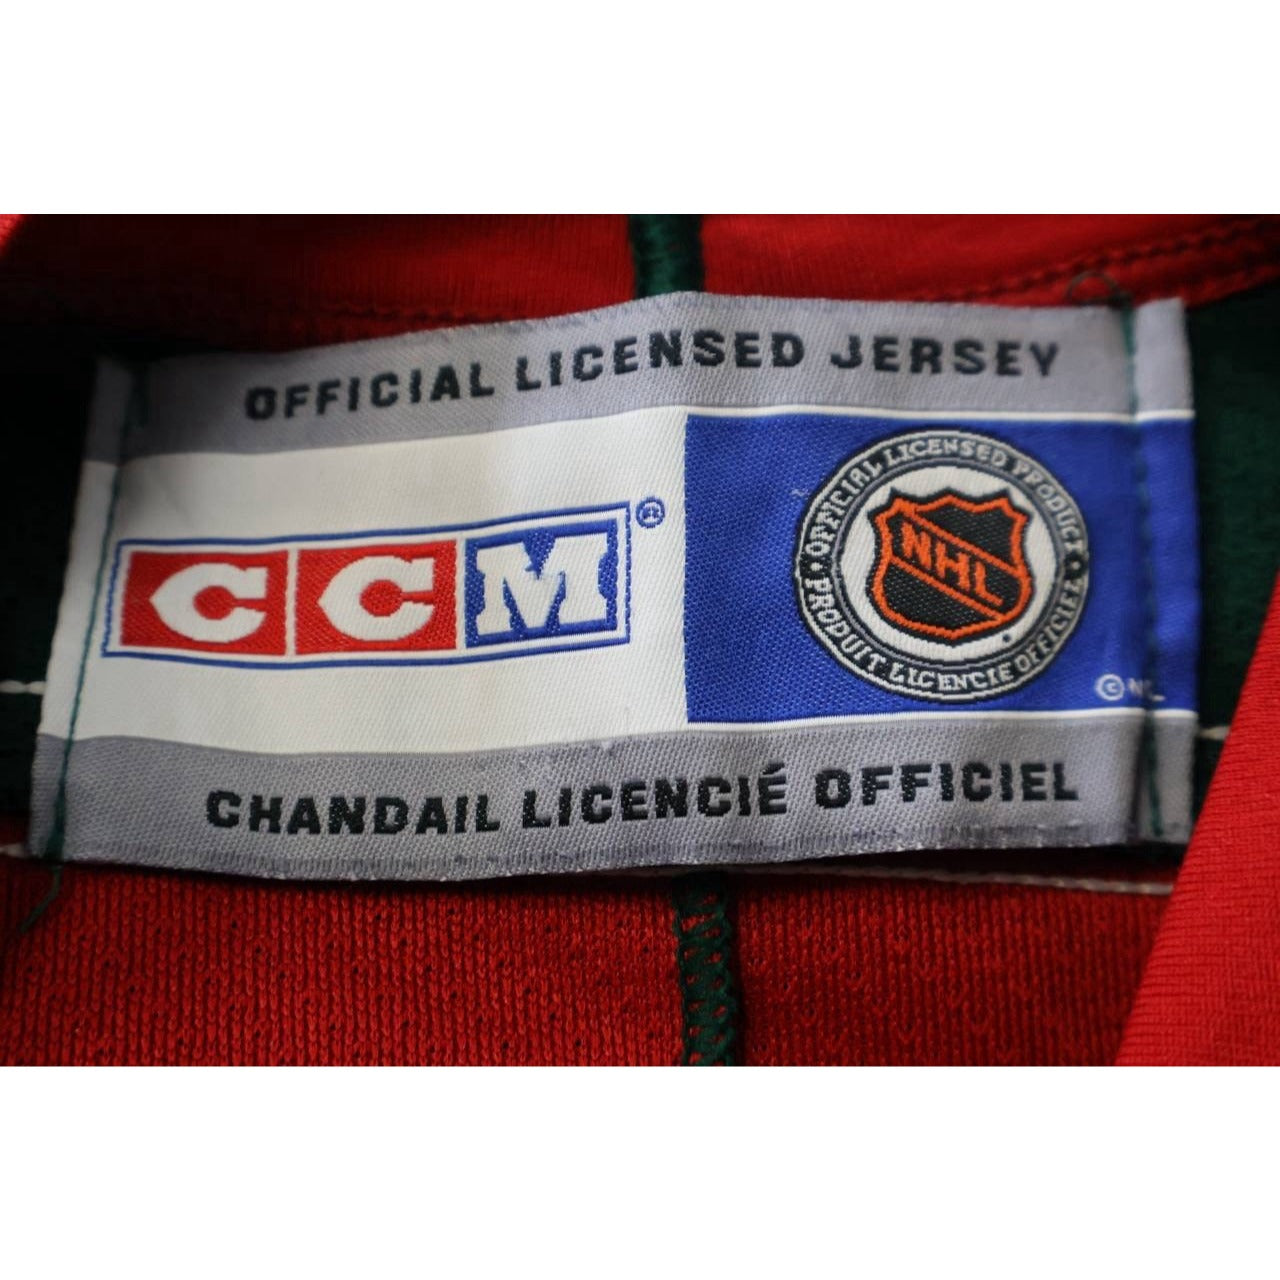 OFFICIAL LICENSED JERSEY
CCM®
OFFICIAL LICENSED PRODUCT
NHL
• PRODUIT LICENCIE OFFICIEL •
©
CHANDAIL LICENCIÉ OFFICIEL